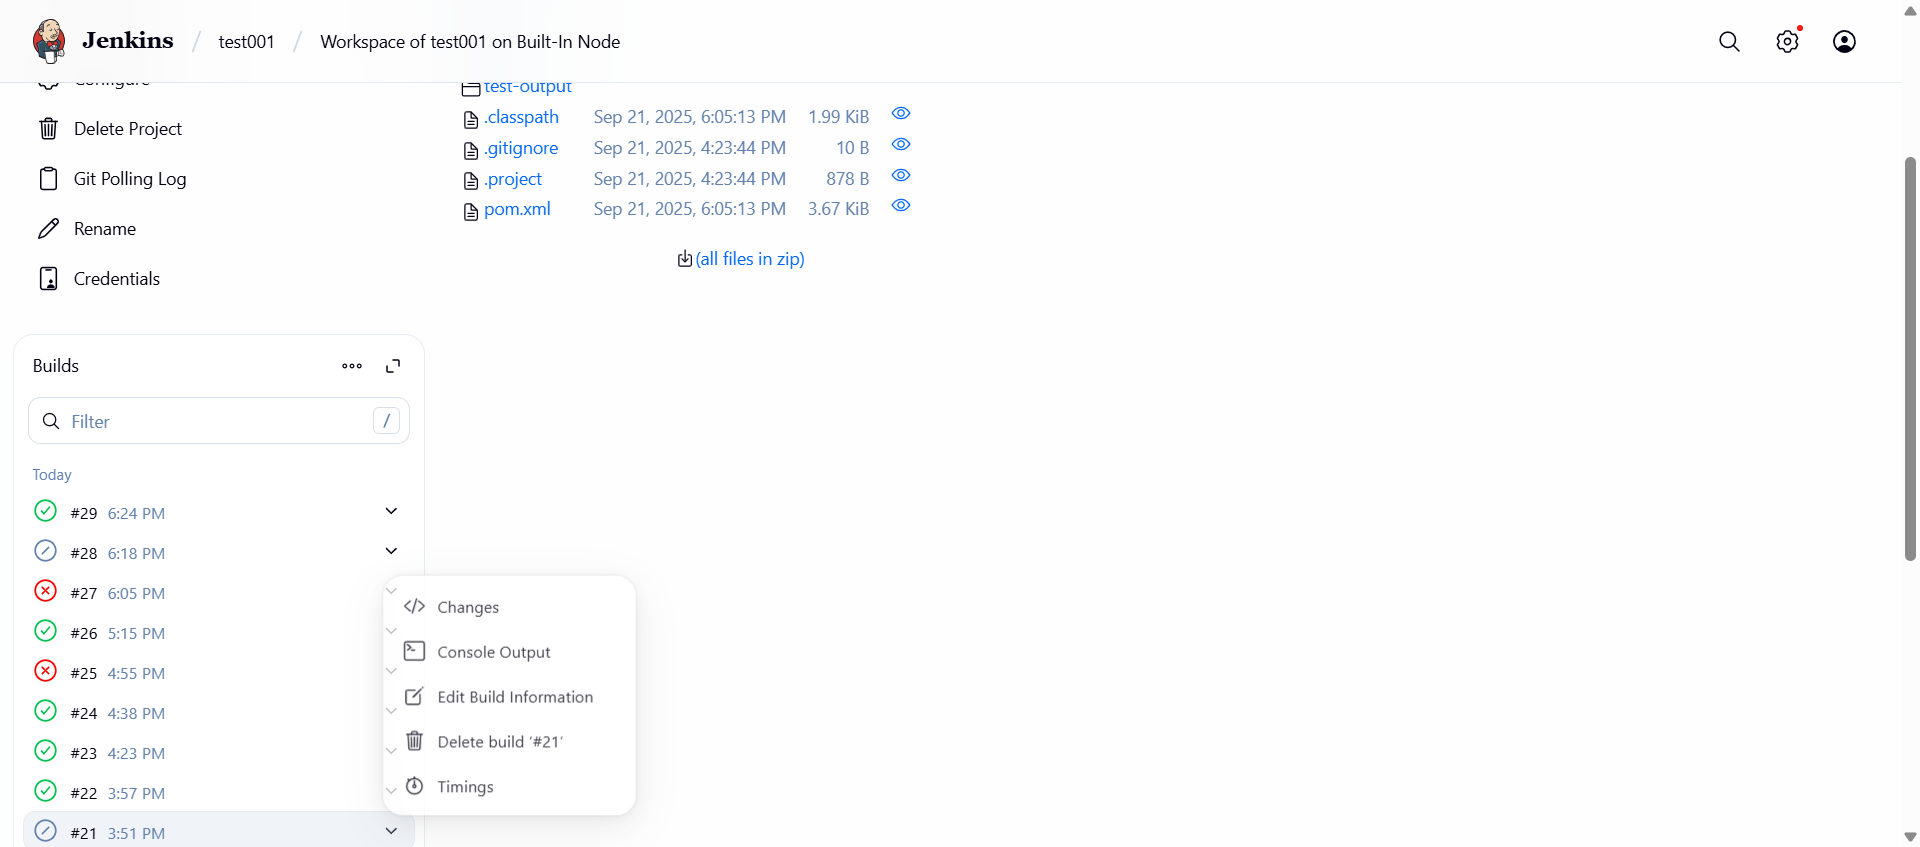 Jenkins / test001 / Workspace of test001 on Built-In Node
Configure
Delete Project
Git Polling Log
Rename
Credentials
test-output
.classpath Sep 21, 2025, 6:05:13 PM 1.99 KiB
.gitignore Sep 21, 2025, 4:23:44 PM 10 B
.project Sep 21, 2025, 4:23:44 PM 878 B
pom.xml Sep 21, 2025, 6:05:13 PM 3.67 KiB
(all files in zip)
Builds
Filter /
Today
#29 6:24 PM
#28 6:18 PM
#27 6:05 PM
#26 5:15 PM
#25 4:55 PM
#24 4:38 PM
#23 4:23 PM
#22 3:57 PM
#21 3:51 PM
Changes
Console Output
Edit Build Information
Delete build ‘#21’
Timings